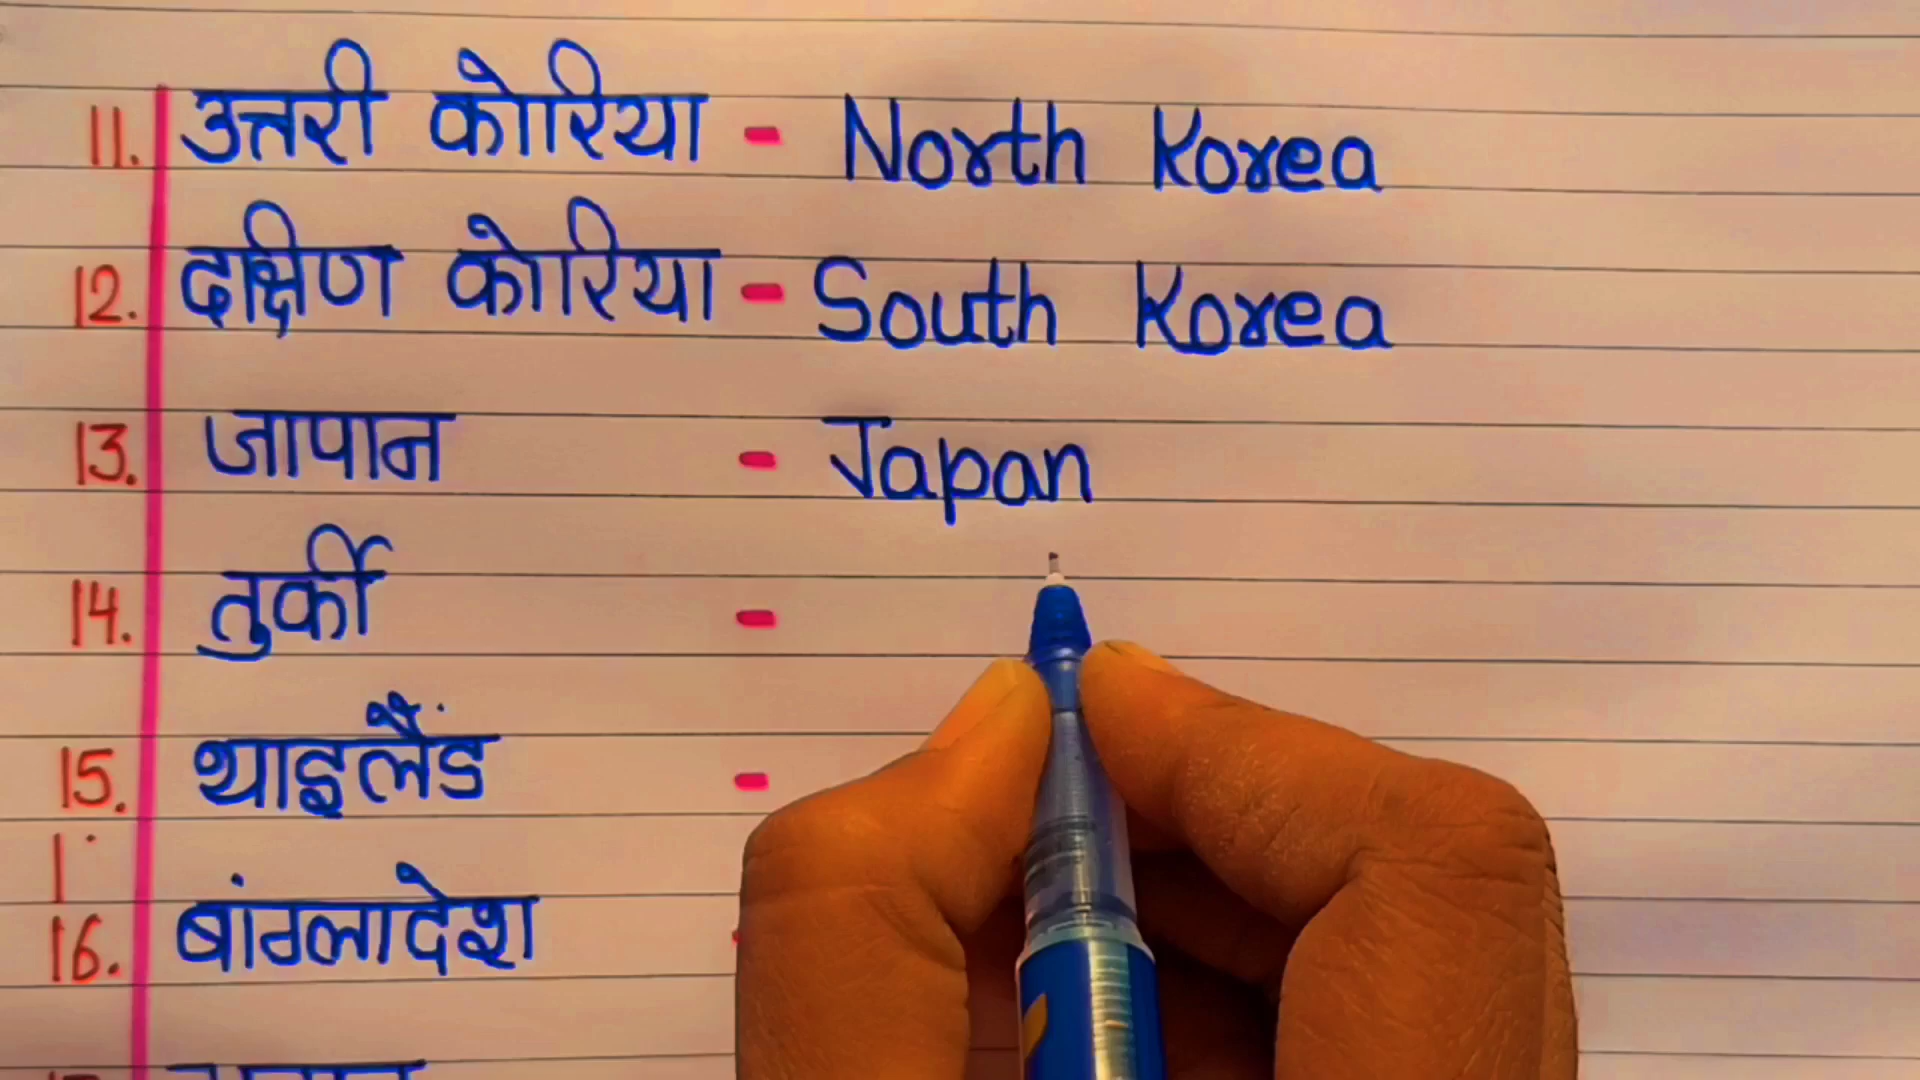 11. उत्तरी कोरिया - North Korea
12. दक्षिण कोरिया - South Korea
13. जापान - Japan
14. तुर्की -
15. थाइलैंड -
16. बांग्लादेश